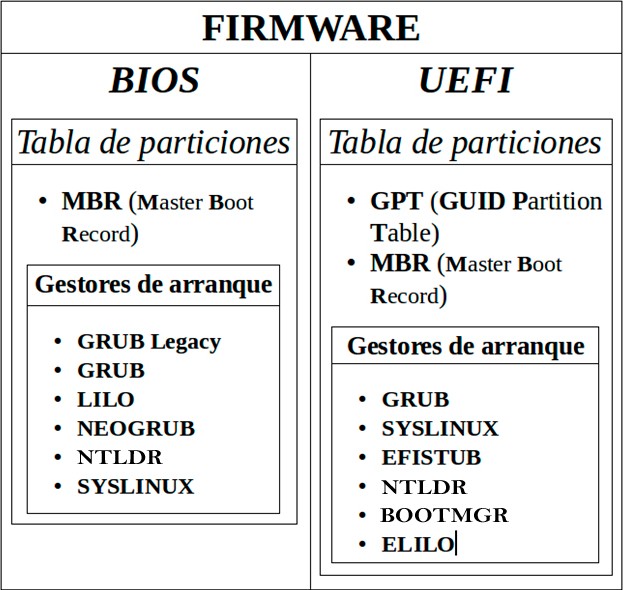 FIRMWARE
BIOS
Tabla de particiones
• MBR (Master Boot
Record)
Gestores de arranque
• GRUB Legacy
• GRUB
• LILO
• NEOGRUB
• NTLDR
• SYSLINUX
UEFI
Tabla de particiones
• GPT (GUID Partition
Table)
• MBR (Master Boot
Record)
Gestores de arranque
• GRUB
• SYSLINUX
• EFISTUB
• NTLDR
• BOOTMGR
• ELILO